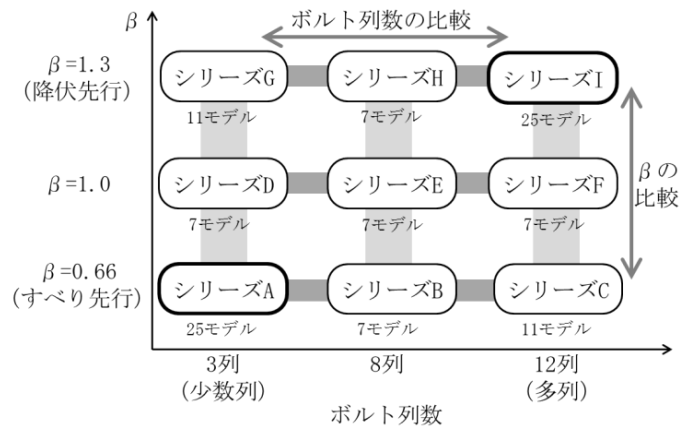 β
ボルト列数の比較
β=1.3
(降伏先行)
シリーズG
シリーズH
シリーズI
11モデル
7モデル
25モデル
β=1.0
シリーズD
シリーズE
シリーズF
βの
比較
7モデル
7モデル
7モデル
β=0.66
(すべり先行)
シリーズA
シリーズB
シリーズC
25モデル
7モデル
11モデル
3列
(少数列)
8列
12列
(多列)
ボルト列数